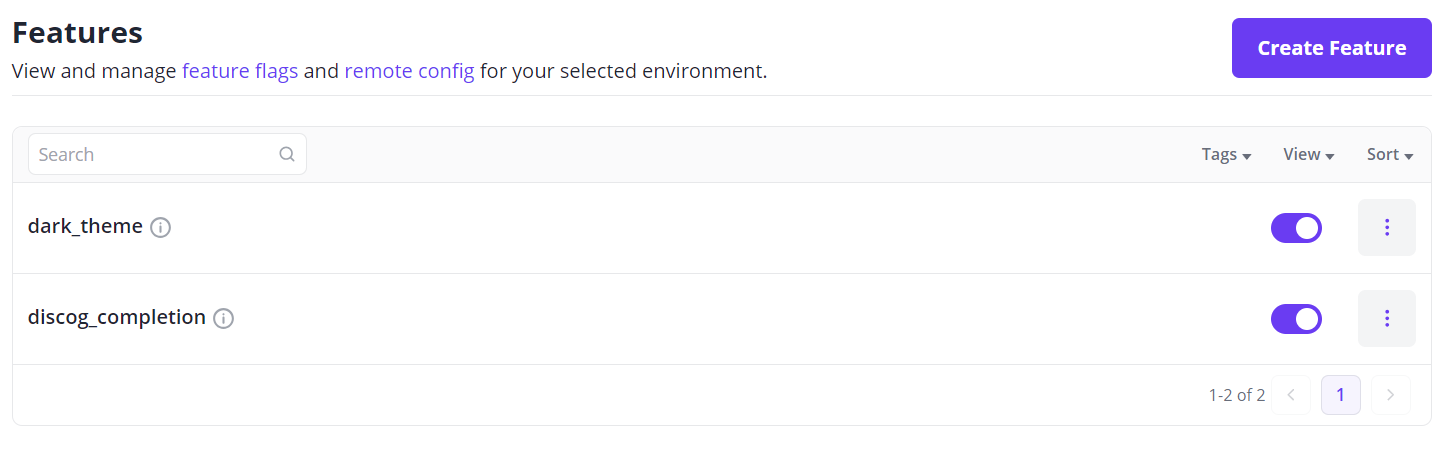 Features
Create Feature
View and manage feature flags and remote config for your selected environment.
Search
Tags View Sort
dark_theme
discog_completion
1-2 of 2 1